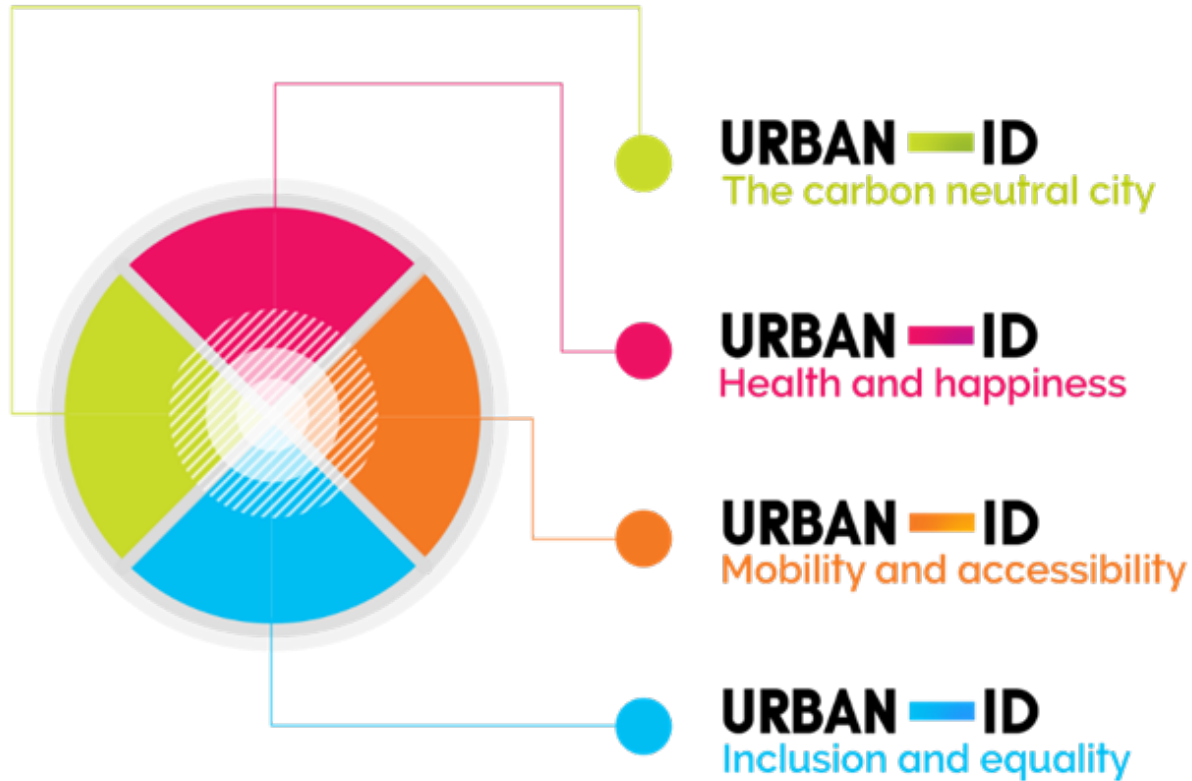 URBAN — ID
The carbon neutral city
URBAN — ID
Health and happiness
URBAN — ID
Mobility and accessibility
URBAN — ID
Inclusion and equality